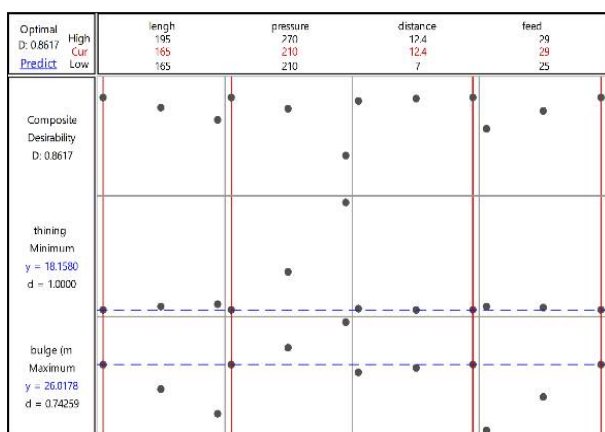 Optimal
D: 0.8617
Predict
High
Cur
Low
lengh
195
165
165
pressure
270
210
210
distance
12.4
12.4
7
feed
29
29
25
Composite
Desirability
D: 0.8617
thining
Minimum
y = 18.1580
d = 1.0000
bulge (m
Maximum
y = 26.0178
d = 0.74259